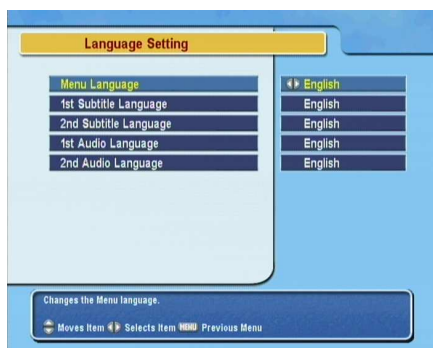 Language Setting
Menu Language English
1st Subtitle Language English
2nd Subtitle Language English
1st Audio Language English
2nd Audio Language English
Changes the Menu language.
Moves Item Selects Item MENU Previous Menu